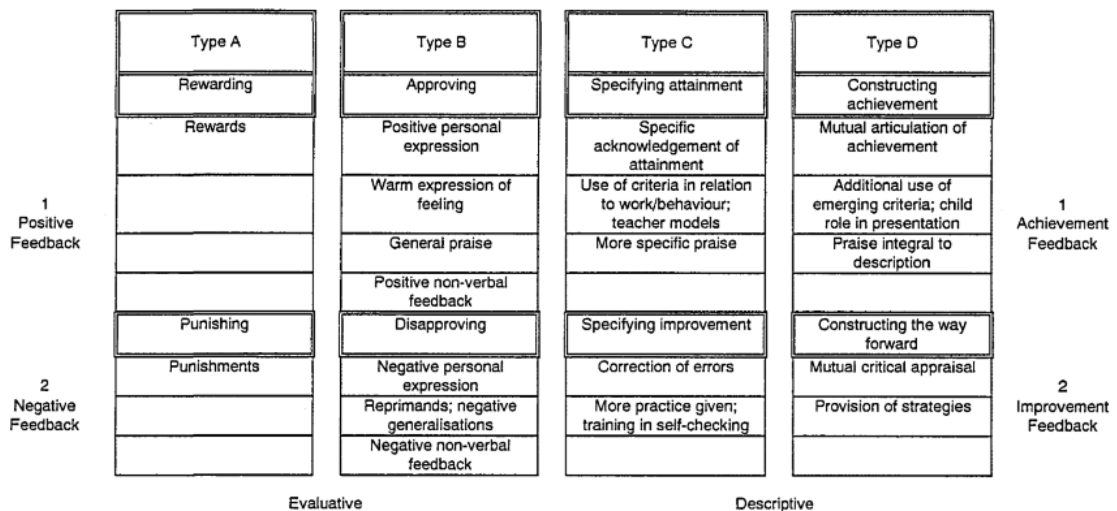 Type A
Type B
Type C
Type D
Rewarding
Approving
Specifying attainment
Constructing
achievement
Rewards
Positive personal
expression
Specific
acknowledgement of
attainment
Mutual articulation of
achievement
1
Positive
Feedback
Warm expression of
feeling
Use of criteria in relation
to work/behaviour;
teacher models
Additional use of
emerging criteria; child
role in presentation
1
Achievement
Feedback
General praise
More specific praise
Praise integral to
description
Positive non-verbal
feedback
Punishing
Disapproving
Specifying improvement
Constructing the way
forward
2
Negative
Feedback
Punishments
Negative personal
expression
Correction of errors
Mutual critical appraisal
2
Improvement
Feedback
Reprimands; negative
generalisations
More practice given;
training in self-checking
Provision of strategies
Negative non-verbal
feedback
Evaluative
Descriptive